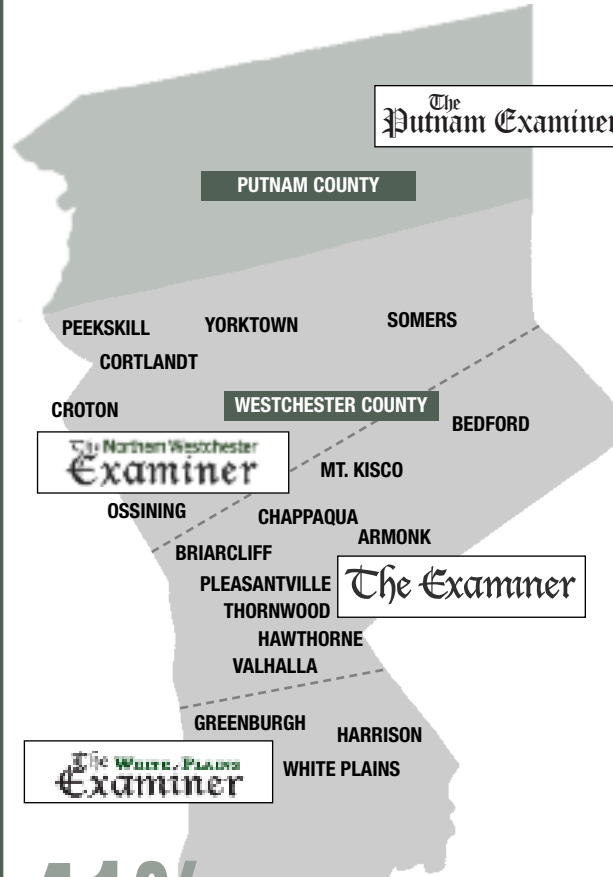 The
Putnam Examiner
PUTNAM COUNTY
PEEKSKILL
YORKTOWN
SOMERS
CORTLANDT
CROTON
WESTCHESTER COUNTY
BEDFORD
The Northern Westchester
Examiner
MT. KISCO
OSSINING
CHAPPAQUA
ARMONK
BRIARCLIFF
PLEASANTVILLE
The Examiner
THORNWOOD
HAWTHORNE
VALHALLA
GREENBURGH
HARRISON
The White Plains
Examiner
WHITE PLAINS